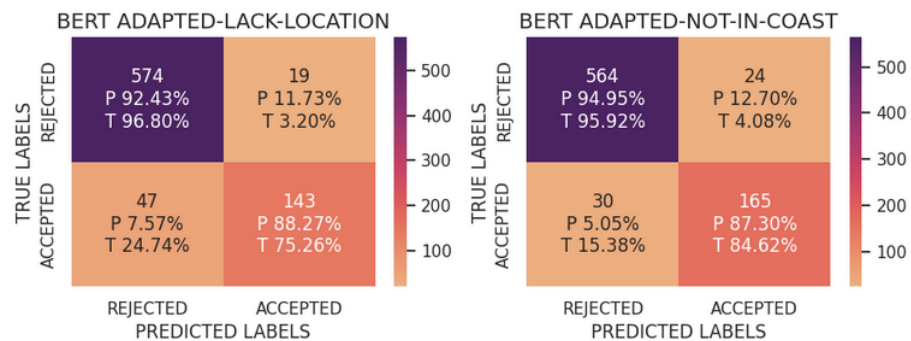 BERT ADAPTED-LACK-LOCATION
TRUE LABELS
REJECTED
ACCEPTED
574
P 92.43%
T 96.80%
19
P 11.73%
T 3.20%
47
P 7.57%
T 24.74%
143
P 88.27%
T 75.26%
REJECTED
ACCEPTED
PREDICTED LABELS
500
400
300
200
100
BERT ADAPTED-NOT-IN-COAST
TRUE LABELS
REJECTED
ACCEPTED
564
P 94.95%
T 95.92%
24
P 12.70%
T 4.08%
30
P 5.05%
T 15.38%
165
P 87.30%
T 84.62%
REJECTED
ACCEPTED
PREDICTED LABELS
500
400
300
200
100